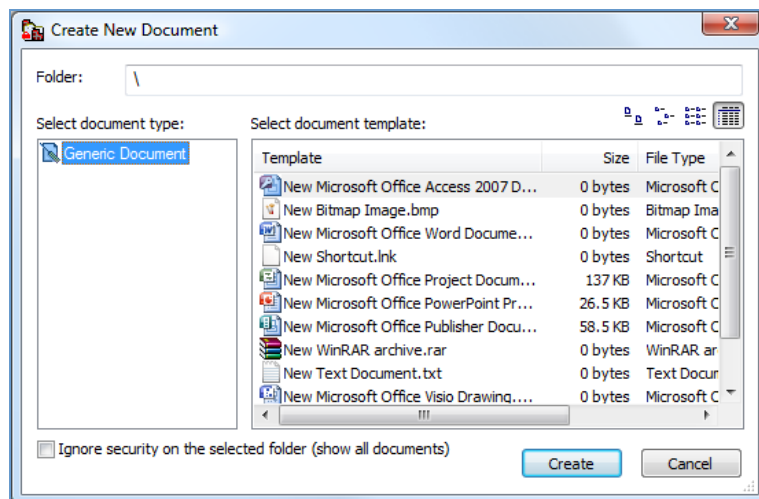 Create New Document
Folder: \
Select document type:
Select document template:
Generic Document
Template Size File Type
New Microsoft Office Access 2007 D... 0 bytes Microsoft C
New Bitmap Image.bmp 0 bytes Bitmap Ima
New Microsoft Office Word Docume... 0 bytes Microsoft C
New Shortcut.lnk 0 bytes Shortcut
New Microsoft Office Project Docum... 137 KB Microsoft C
New Microsoft Office PowerPoint Pr... 26.5 KB Microsoft C
New Microsoft Office Publisher Docu... 58.5 KB Microsoft C
New WinRAR archive.rar 0 bytes WinRAR ar
New Text Document.txt 0 bytes Text Docur
New Microsoft Office Visio Drawing.... 0 bytes Microsoft C
Ignore security on the selected folder (show all documents)
Create Cancel